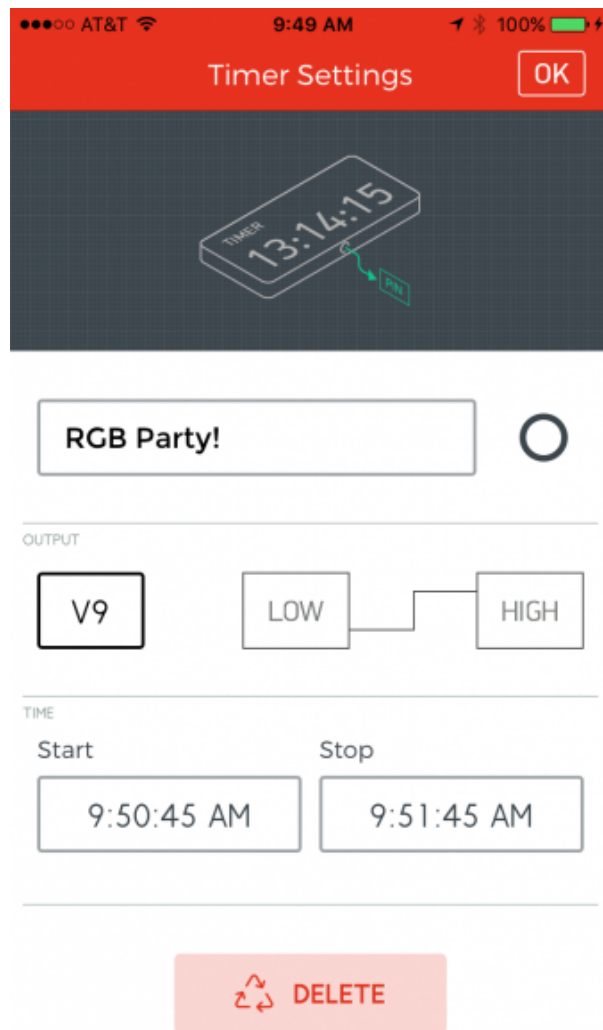 AT&T 9:49 AM 100%
Timer Settings OK
TIMER
13:14:15
PIN
RGB Party!
OUTPUT
V9 LOW HIGH
TIME
Start Stop
9:50:45 AM 9:51:45 AM
DELETE